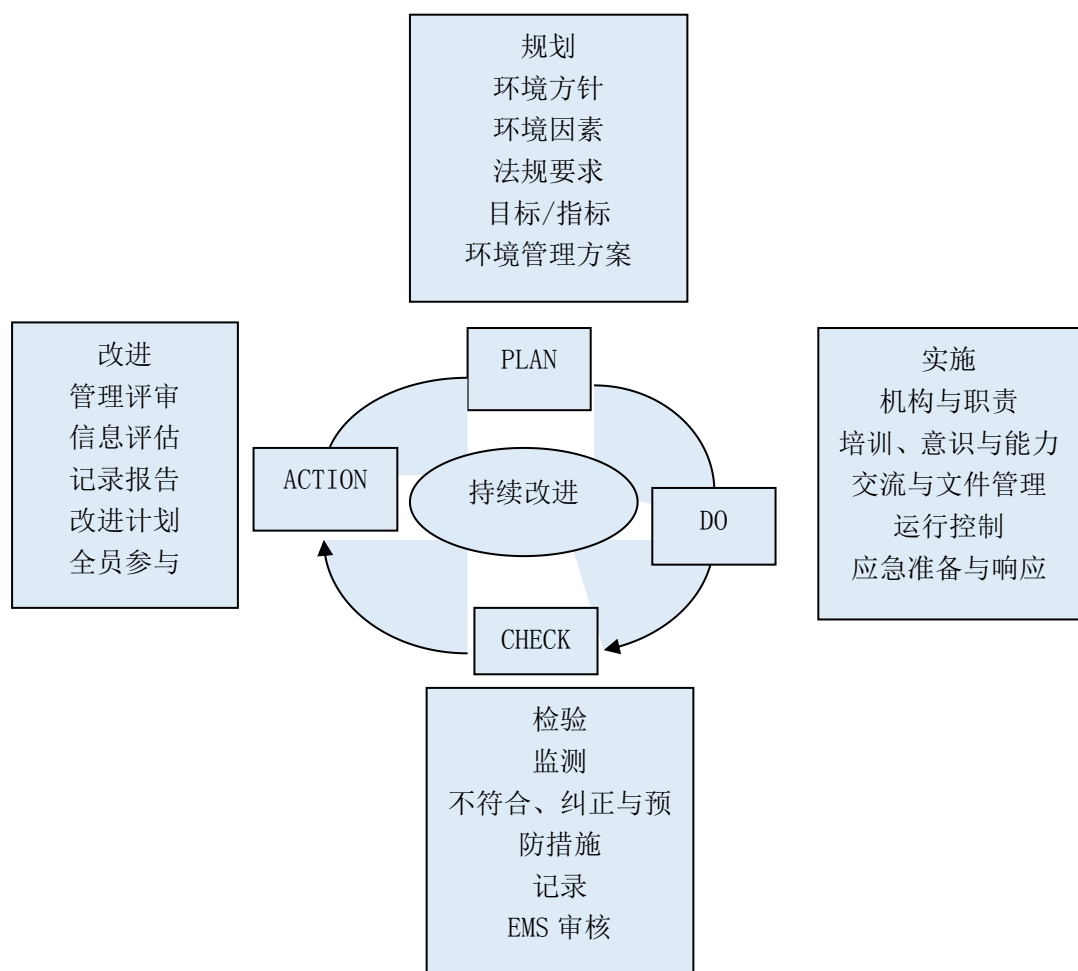 规划
环境方针
环境因素
法规要求
目标/指标
环境管理方案
改进
管理评审
信息评估
记录报告
改进计划
全员参与
PLAN
实施
机构与职责
培训、意识与能力
交流与文件管理
运行控制
应急准备与响应
ACTION
持续改进
DO
CHECK
检验
监测
不符合、纠正与预
防措施
记录
EMS 审核